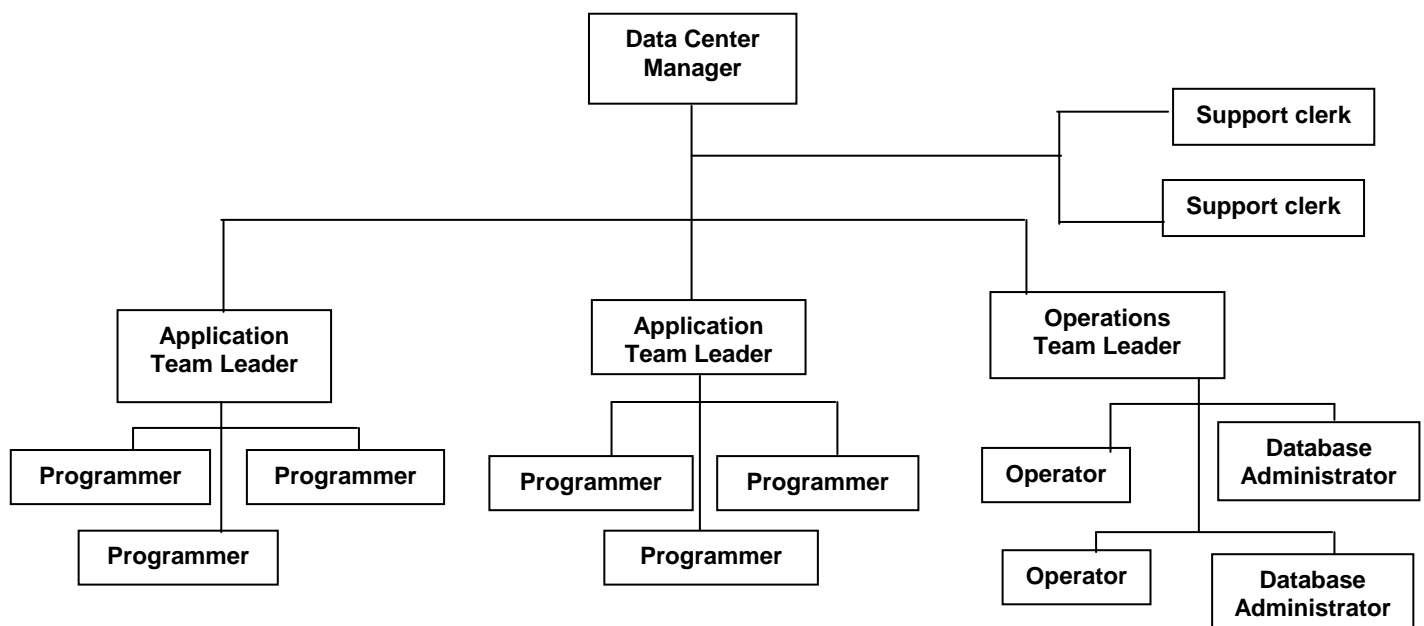 Data Center
Manager
Support clerk
Support clerk
Application
Team Leader
Application
Team Leader
Operations
Team Leader
Programmer
Programmer
Programmer
Programmer
Programmer
Programmer
Operator
Database
Administrator
Operator
Database
Administrator